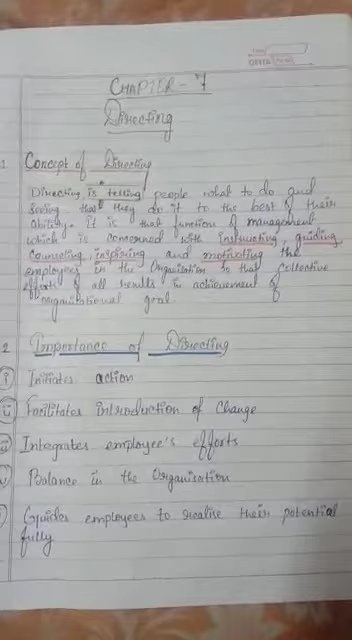 CHAPTER - 7
Directing
1 Concept of Directing
Directing is telling people what to do and
seeing that they do it to the best of their
ability. It is that function of management
which is concerned with instructing, guiding,
Counseling, inspiring and motivating the
employees in the Organisation so that Collective
efforts of all results in achievement of
organizational goal.
2 Importance of Directing
i Initiates action
ii Facilitates introduction of Change
iii Integrates employee's efforts
Balance in the Organisation
Guides employees to realise their potential
fully